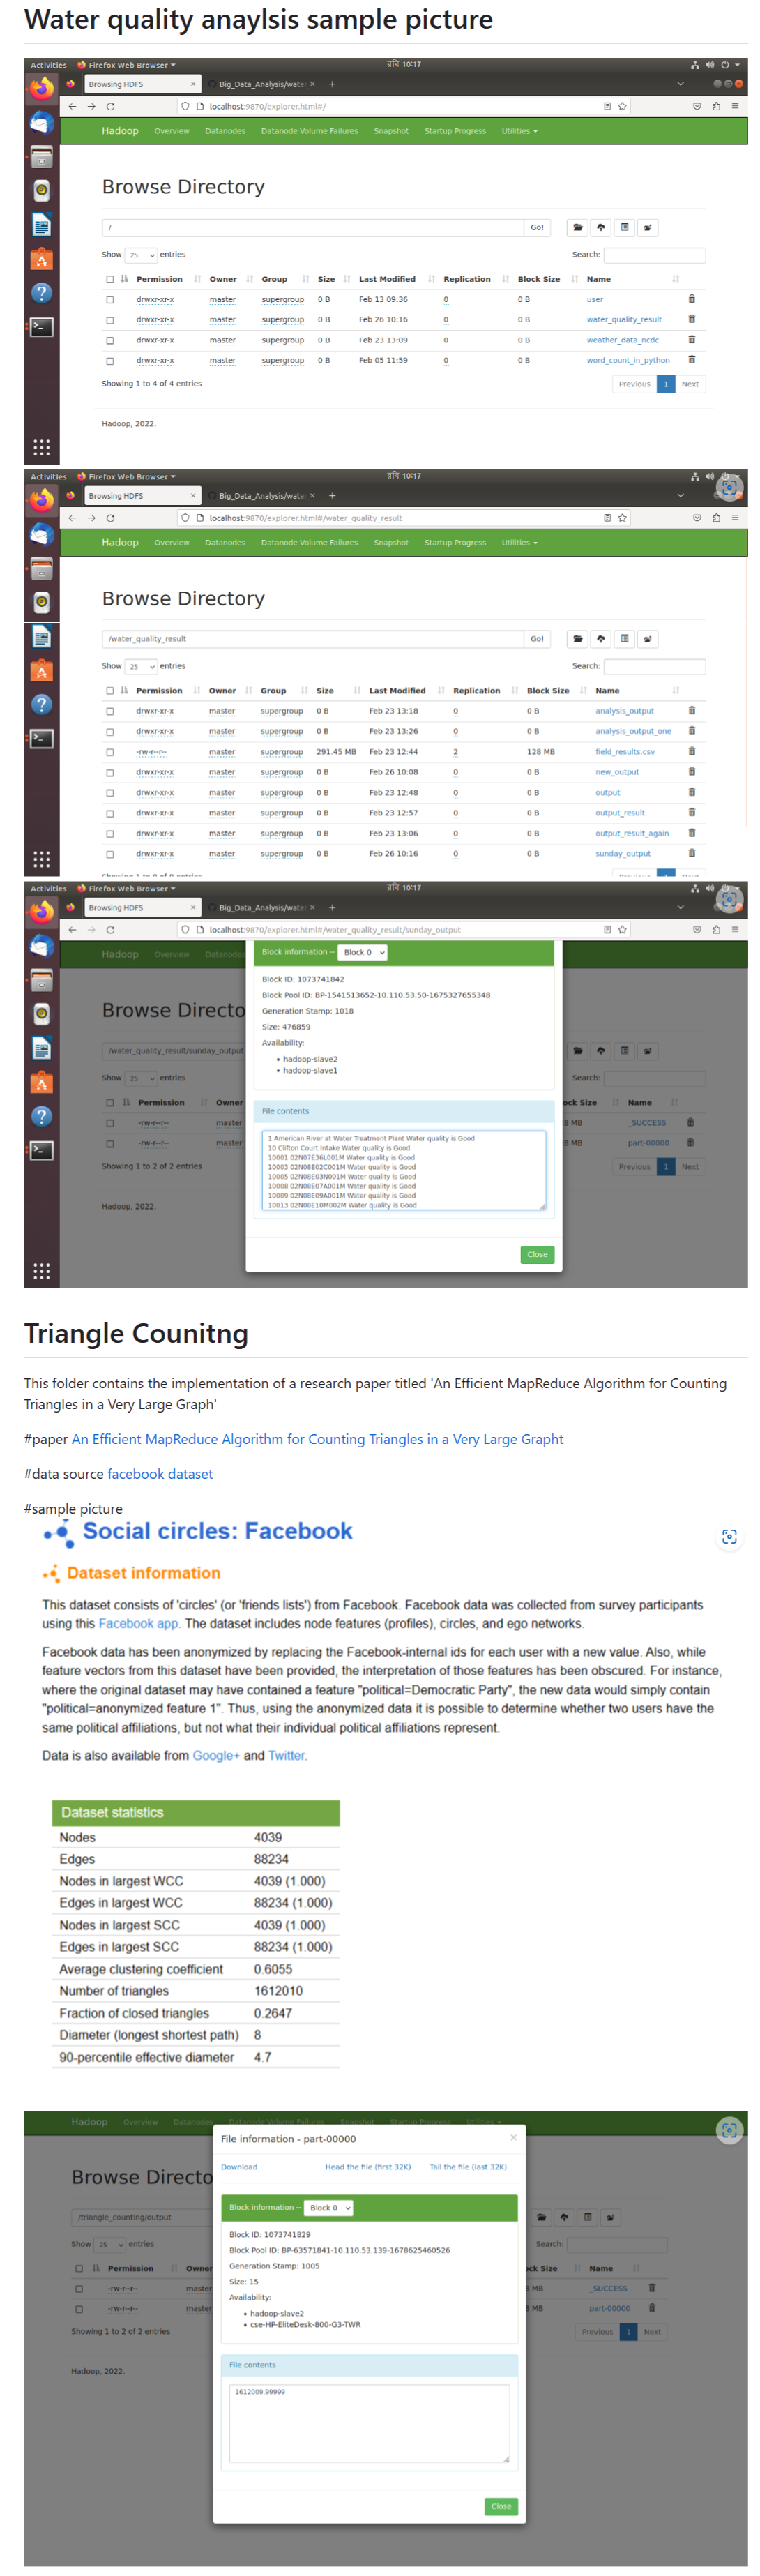 Water quality anaylsis sample picture
Activities Firefox Web Browser রবি 10:17
Browsing HDFS × Big_Data_Analysis/water × +
localhost:9870/explorer.html#/
Hadoop Overview Datanodes Datanode Volume Failures Snapshot Startup Progress Utilities
Browse Directory
/ Go!
Show 25 entries Search:
Permission Owner Group Size Last Modified Replication Block Size Name
drwxr-xr-x master supergroup 0 B Feb 13 09:36 0 0 B user
drwxr-xr-x master supergroup 0 B Feb 26 10:16 0 0 B water_quality_result
drwxr-xr-x master supergroup 0 B Feb 23 13:09 0 0 B weather_data_ncdc
drwxr-xr-x master supergroup 0 B Feb 05 11:59 0 0 B word_count_in_python
Showing 1 to 4 of 4 entries Previous 1 Next
Hadoop, 2022.
Activities Firefox Web Browser রবি 10:17
Browsing HDFS × Big_Data_Analysis/water × +
localhost:9870/explorer.html#/water_quality_result
Hadoop Overview Datanodes Datanode Volume Failures Snapshot Startup Progress Utilities
Browse Directory
/water_quality_result Go!
Show 25 entries Search:
Permission Owner Group Size Last Modified Replication Block Size Name
drwxr-xr-x master supergroup 0 B Feb 23 13:18 0 0 B analysis_output
drwxr-xr-x master supergroup 0 B Feb 23 13:26 0 0 B analysis_output_one
-rw-r--r-- master supergroup 291.45 MB Feb 23 12:44 2 128 MB field_results.csv
drwxr-xr-x master supergroup 0 B Feb 26 10:08 0 0 B new_output
drwxr-xr-x master supergroup 0 B Feb 23 12:48 0 0 B output
drwxr-xr-x master supergroup 0 B Feb 23 12:57 0 0 B output_result
drwxr-xr-x master supergroup 0 B Feb 23 13:06 0 0 B output_result_again
drwxr-xr-x master supergroup 0 B Feb 26 10:16 0 0 B sunday_output
Activities Firefox Web Browser রবি 10:17
Browsing HDFS × Big_Data_Analysis/water × +
localhost:9870/explorer.html#/water_quality_result/sunday_output
Hadoop Overview Datanodes
Block information -- Block 0
Block ID: 1073741842
Block Pool ID: BP-1541513652-10.110.53.50-1675327655348
Generation Stamp: 1018
Size: 476859
Availability:
hadoop-slave2
hadoop-slave1
File contents
1 American River at Water Treatment Plant Water quality is Good
10 Clifton Court Intake Water quality is Good
10001 02N07E36L001M Water quality is Good
10003 02N08E02C001M Water quality is Good
10005 02N08E03N001M Water quality is Good
10008 02N08E07A001M Water quality is Good
10009 02N08E09A001M Water quality is Good
10013 02N08E10M002M Water quality is Good
Close
Browse Directo
/water_quality_result/sunday_output
Show 25 entries Search:
Permission Owner ock Size Name
-rw-r--r-- master 8 MB _SUCCESS
-rw-r--r-- master 8 MB part-00000
Showing 1 to 2 of 2 entries Previous 1 Next
Hadoop, 2022.
Triangle Counitng
This folder contains the implementation of a research paper titled 'An Efficient MapReduce Algorithm for Counting
Triangles in a Very Large Graph'
#paper An Efficient MapReduce Algorithm for Counting Triangles in a Very Large Grapht
#data source facebook dataset
#sample picture
Social circles: Facebook
Dataset information
This dataset consists of 'circles' (or 'friends lists') from Facebook. Facebook data was collected from survey participants
using this Facebook app. The dataset includes node features (profiles), circles, and ego networks.
Facebook data has been anonymized by replacing the Facebook-internal ids for each user with a new value. Also, while
feature vectors from this dataset have been provided, the interpretation of those features has been obscured. For instance,
where the original dataset may have contained a feature "political=Democratic Party", the new data would simply contain
"political=anonymized feature 1". Thus, using the anonymized data it is possible to determine whether two users have the
same political affiliations, but not what their individual political affiliations represent.
Data is also available from Google+ and Twitter.
Dataset statistics
Nodes 4039
Edges 88234
Nodes in largest WCC 4039 (1.000)
Edges in largest WCC 88234 (1.000)
Nodes in largest SCC 4039 (1.000)
Edges in largest SCC 88234 (1.000)
Average clustering coefficient 0.6055
Number of triangles 1612010
Fraction of closed triangles 0.2647
Diameter (longest shortest path) 8
90-percentile effective diameter 4.7
Hadoop Overview Datanodes Datanode Volume Failures Snapshot Startup Progress Utilities
File information - part-00000 ×
Download Head the file (first 32K) Tail the file (last 32K)
Block information -- Block 0
Block ID: 1073741829
Block Pool ID: BP-63571841-10.110.53.139-1678625460526
Generation Stamp: 1005
Size: 15
Availability:
hadoop-slave2
cse-HP-EliteDesk-800-G3-TWR
File contents
1612009.99999
Close
Browse Directo
/triangle_counting/output
Show 25 entries Search:
Permission Owner ock Size Name
-rw-r--r-- master 8 MB _SUCCESS
-rw-r--r-- master 8 MB part-00000
Showing 1 to 2 of 2 entries Previous 1 Next
Hadoop, 2022.